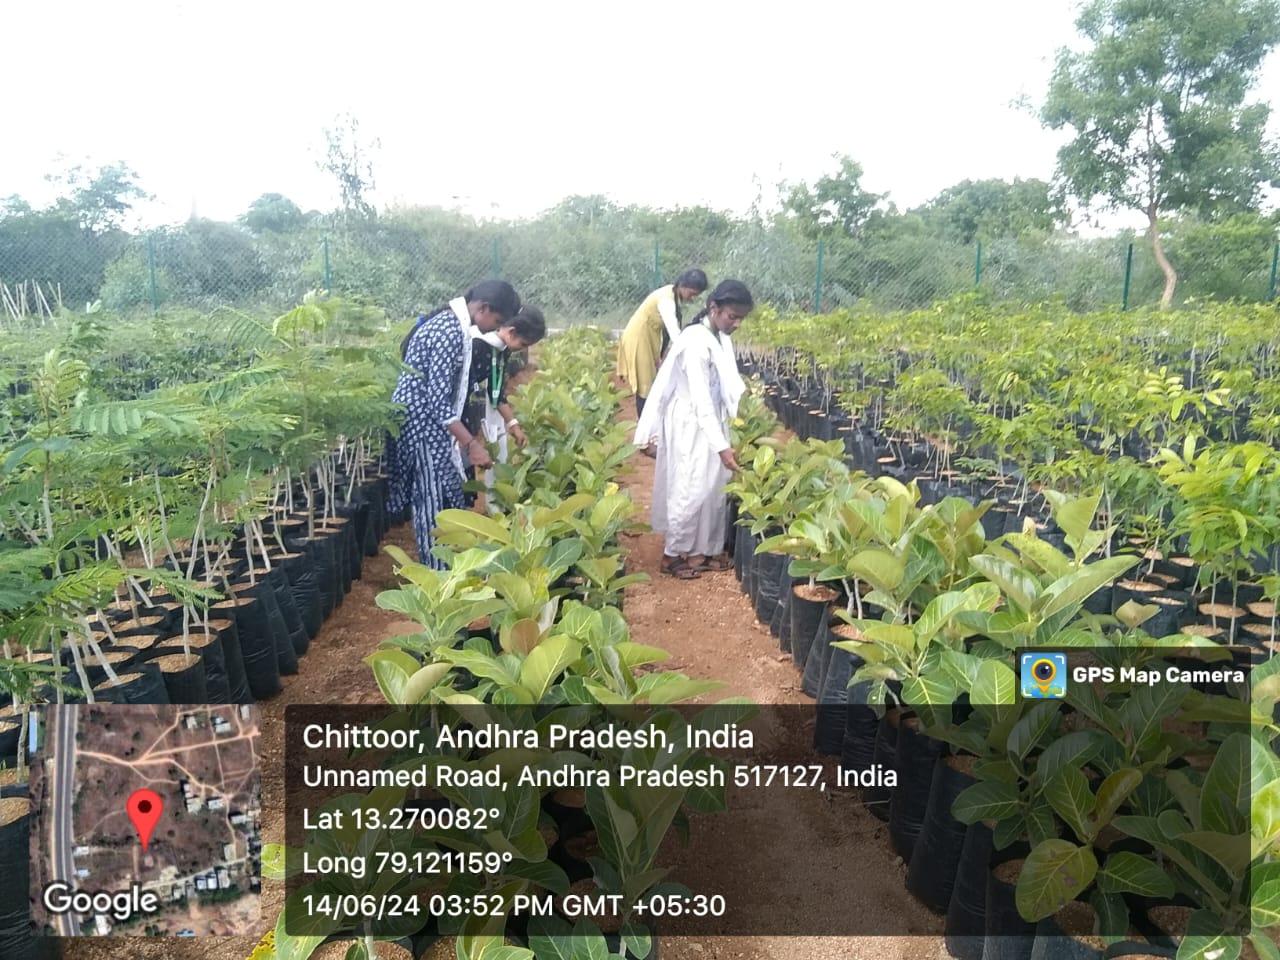 GPS Map Camera
Chittoor, Andhra Pradesh, India
Unnamed Road, Andhra Pradesh 517127, India
Lat 13.270082°
Long 79.121159°
14/06/24 03:52 PM GMT +05:30
Google